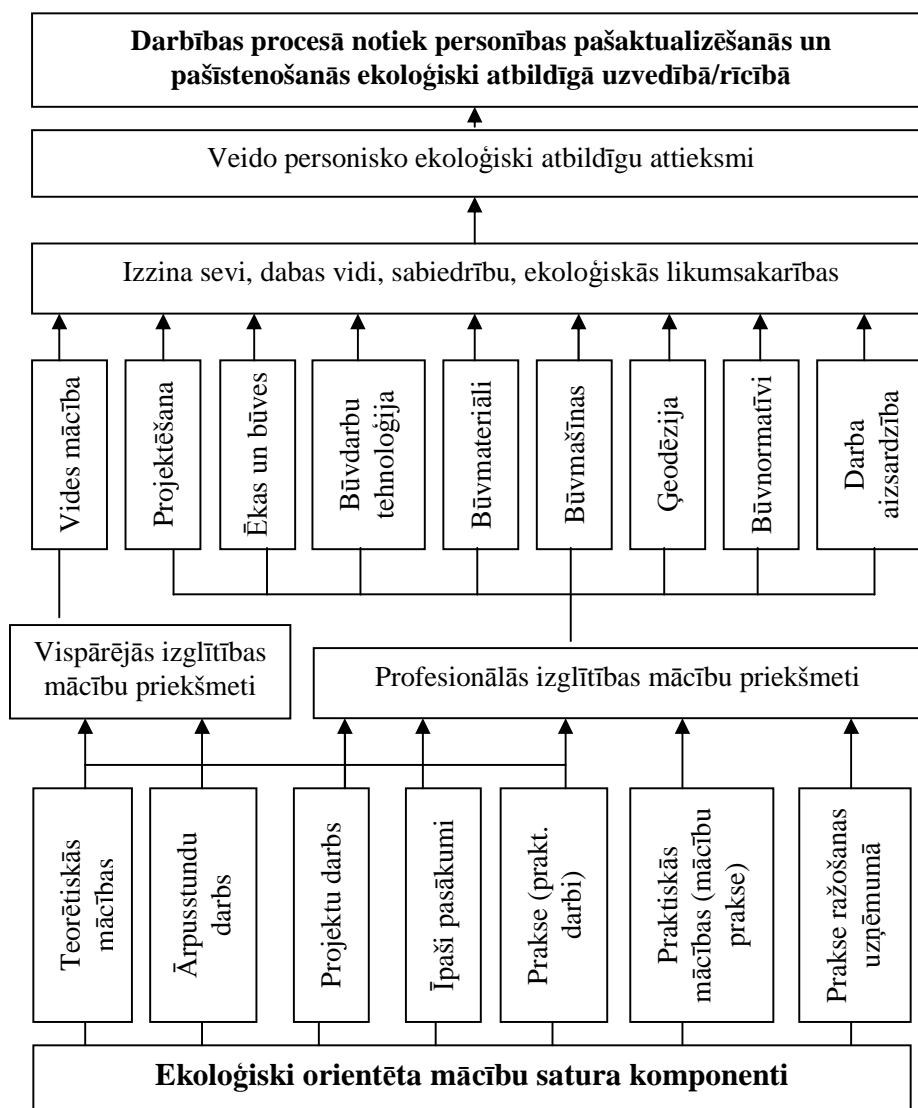 Darbības procesā notiek personības pašaktualizēšanās un
pašīstenošanās ekoloģiski atbildīgā uzvedībā/rīcībā
Veido personisko ekoloģiski atbildīgu attieksmi
Izzina sevi, dabas vidi, sabiedrību, ekoloģiskās likumsakarības
Vides mācība
Projektēšana
Ēkas un būves
Būvdarbu
tehnoloģija
Būvmateriāli
Būvmašīnas
Ģeodēzija
Būvnormatīvi
Darba
aizsardzība
Vispārējās izglītības
mācību priekšmeti
Profesionālās izglītības mācību priekšmeti
Teorētiskās
mācības
Ārpusstundu
darbs
Projektu darbs
Īpaši pasākumi
Prakse (prakt.
darbi)
Praktiskās
mācības (mācību
prakse)
Prakse ražošanas
uzņēmumā
Ekoloģiski orientēta mācību satura komponenti